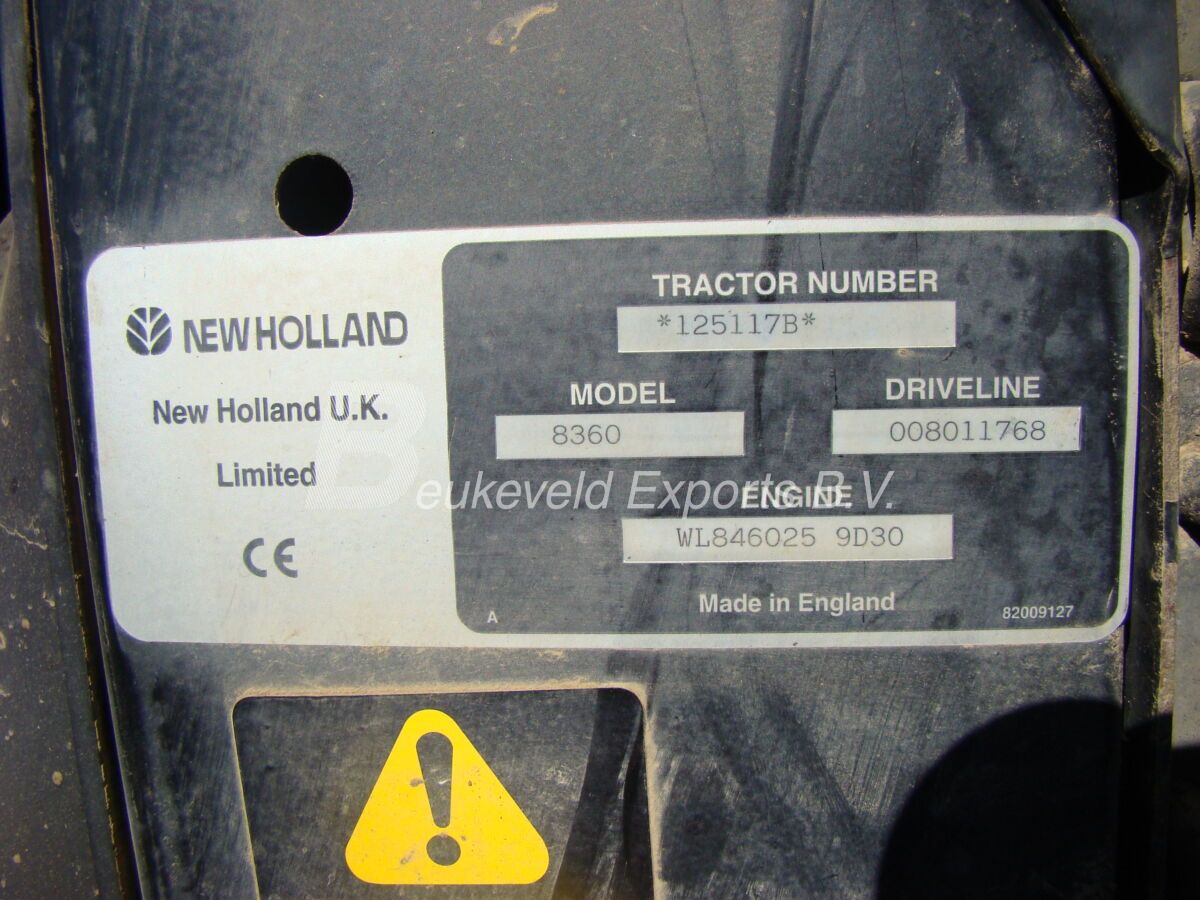 NEW HOLLAND
New Holland U.K.
Limited
CE
TRACTOR NUMBER
*125117B*
MODEL
8360
DRIVELINE
008011768
Beukeveld Exports B.V.
ENGINE
WL846025 9D30
Made in England
A
82009127